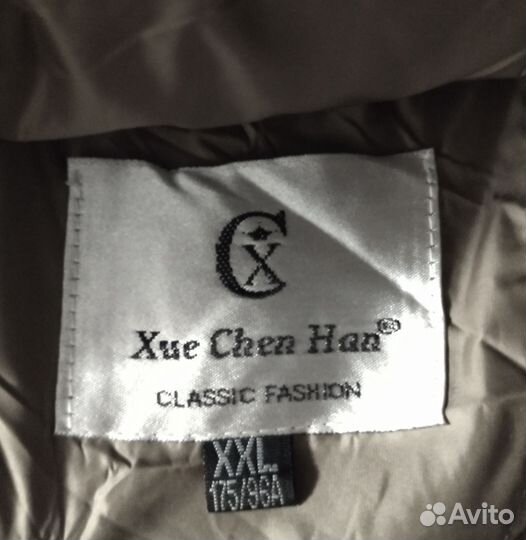 CX
Xue Chen Han®
CLASSIC FASHION
XXL
175/96A
Avito